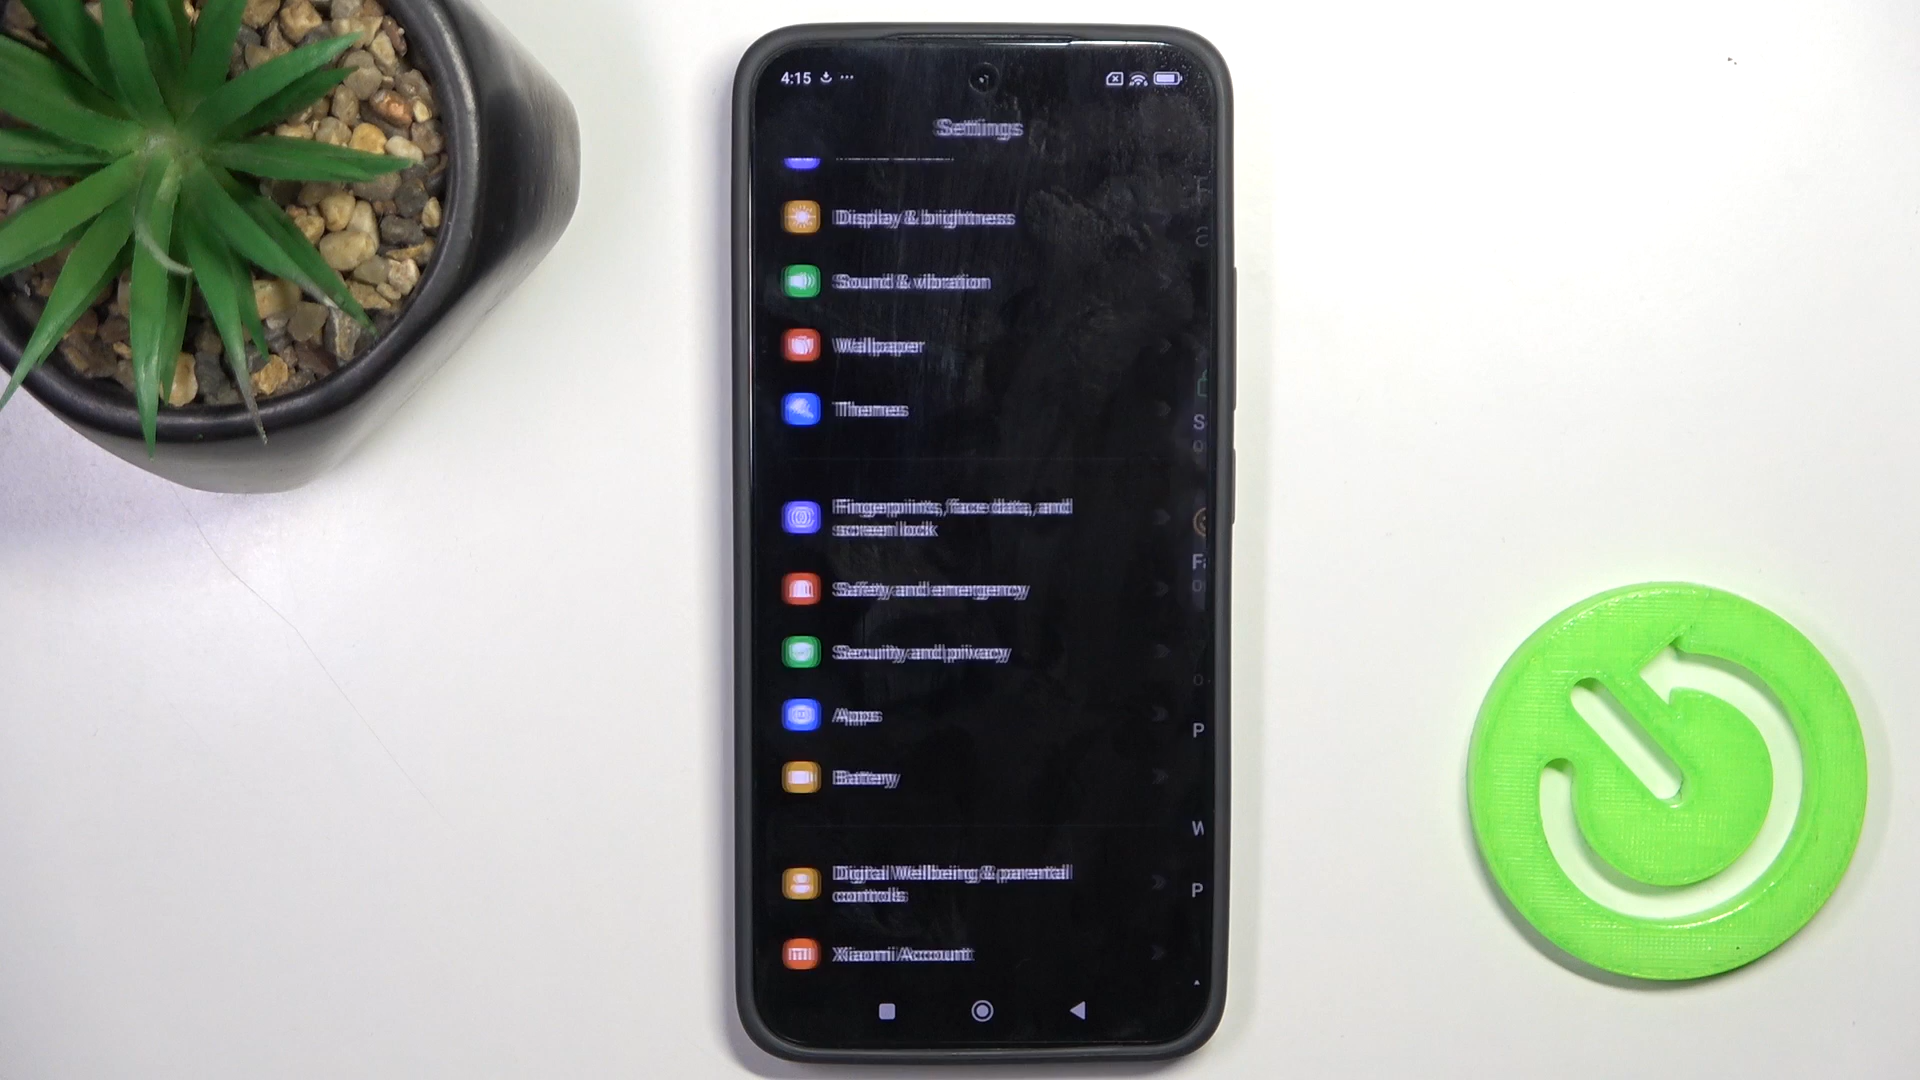 4:15
Settings
Display & brightness
Sound & vibration
Wallpaper
Themes
Fingerprints, face data, and
screen lock
Safety and emergency
Security and privacy
Apps
Battery
Digital Wellbeing & parental
controls
Xiaomi Account